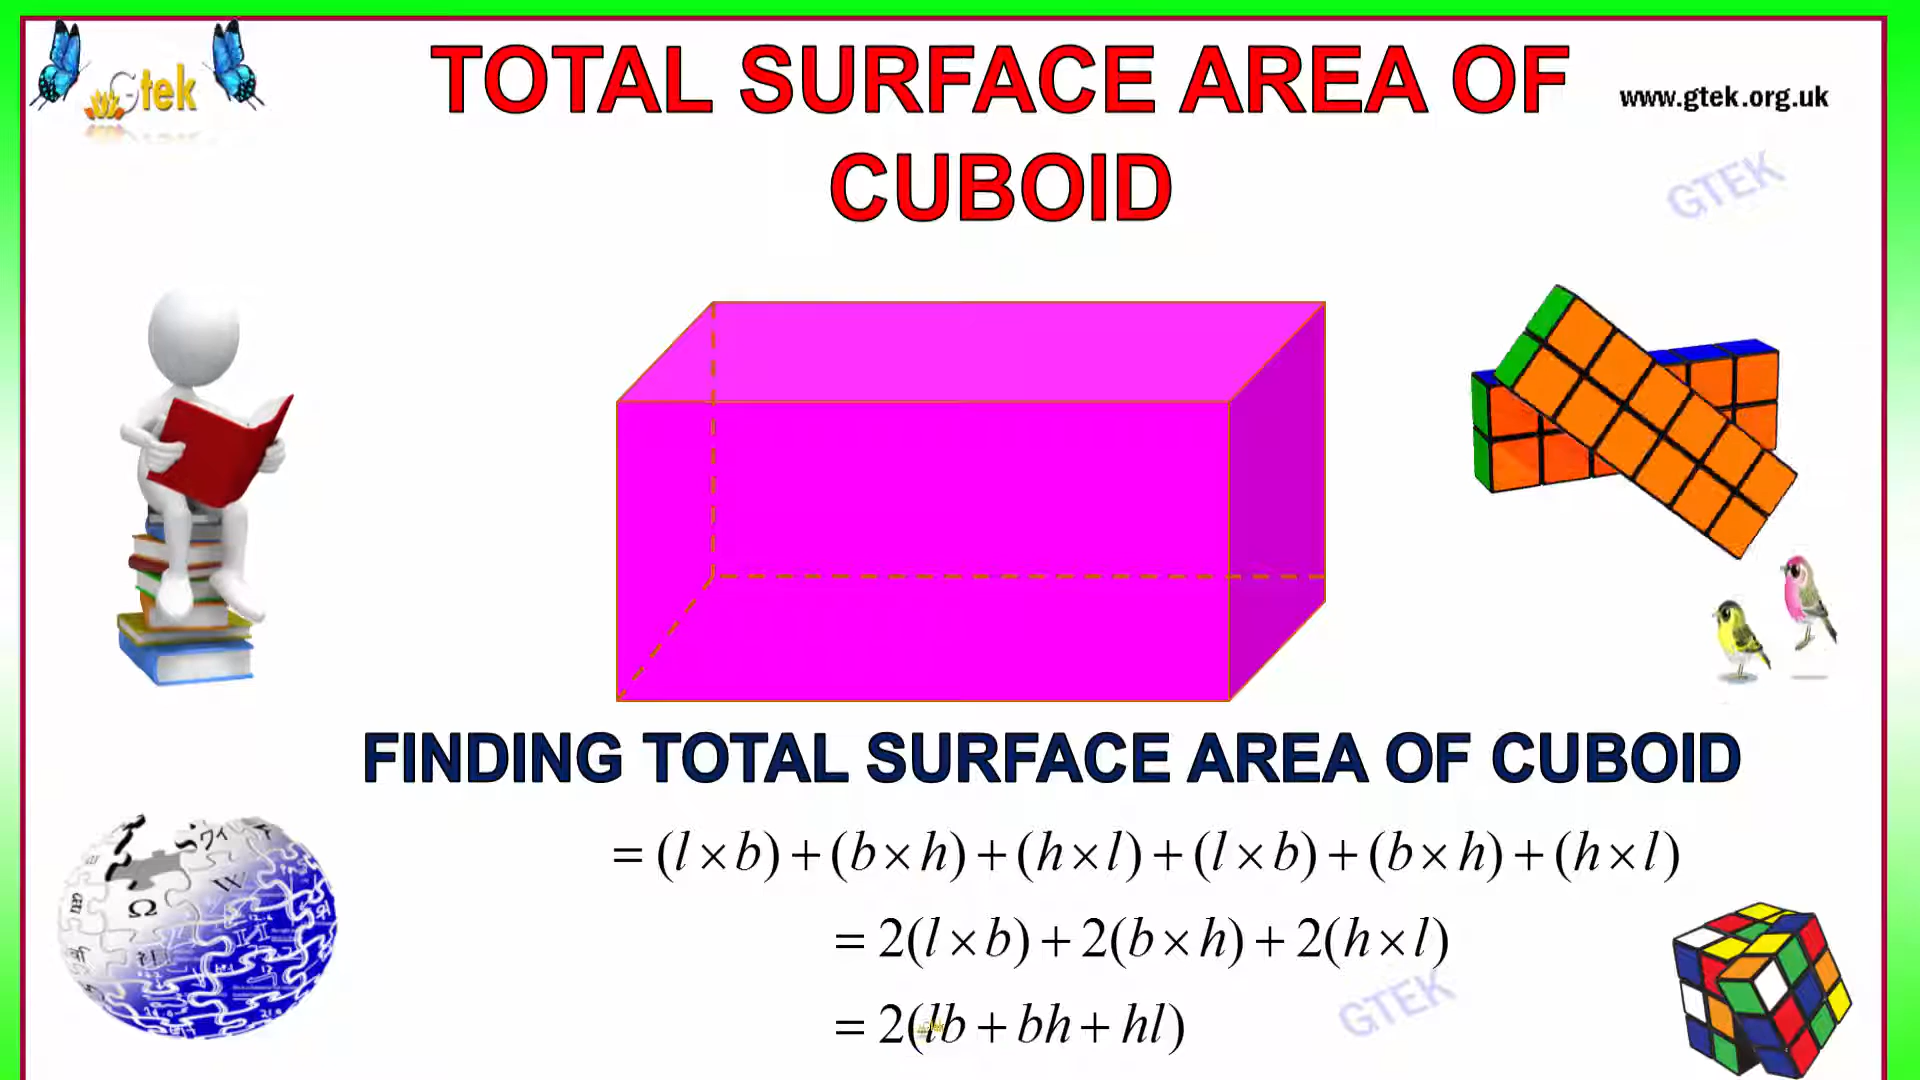 Gtek
TOTAL SURFACE AREA OF
CUBOID
www.gtek.org.uk
GTEK
FINDING TOTAL SURFACE AREA OF CUBOID
= (l × b) + (b × h) + (h × l) + (l × b) + (b × h) + (h × l)
= 2(l × b) + 2(b × h) + 2(h × l)
GTEK
= 2(lb + bh + hl)
Ω
W